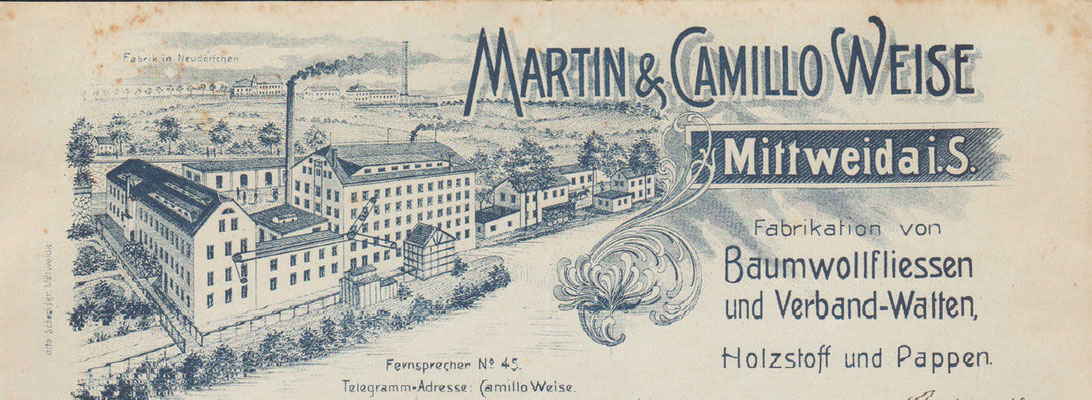 Fabrik in Neudörfchen
MARTIN & CAMILLO WEISE
Mittweida i. S.
Fabrikation von
Baumwollfliessen
und Verband-Watten,
Holzstoff und Pappen.
Fernsprecher No 45.
Telegramm-Adresse: Camillo Weise.
Mittweida